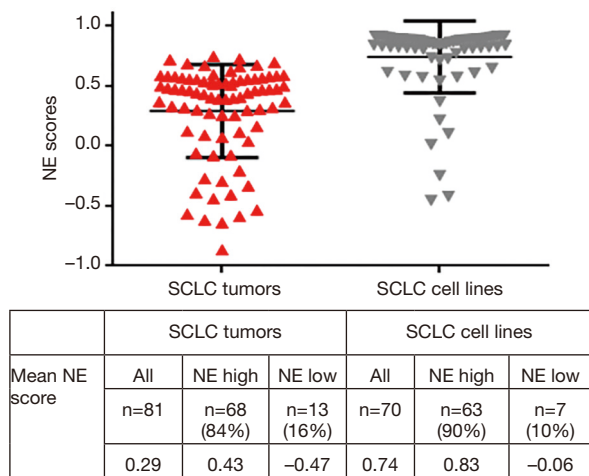 1.0
0.5
0.0
−0.5
−1.0
NE scores
SCLC tumors
SCLC cell lines
SCLC tumors SCLC cell lines
Mean NE score
All NE high NE low All NE high NE low
n=81 n=68 (84%) n=13 (16%) n=70 n=63 (90%) n=7 (10%)
0.29 0.43 −0.47 0.74 0.83 −0.06